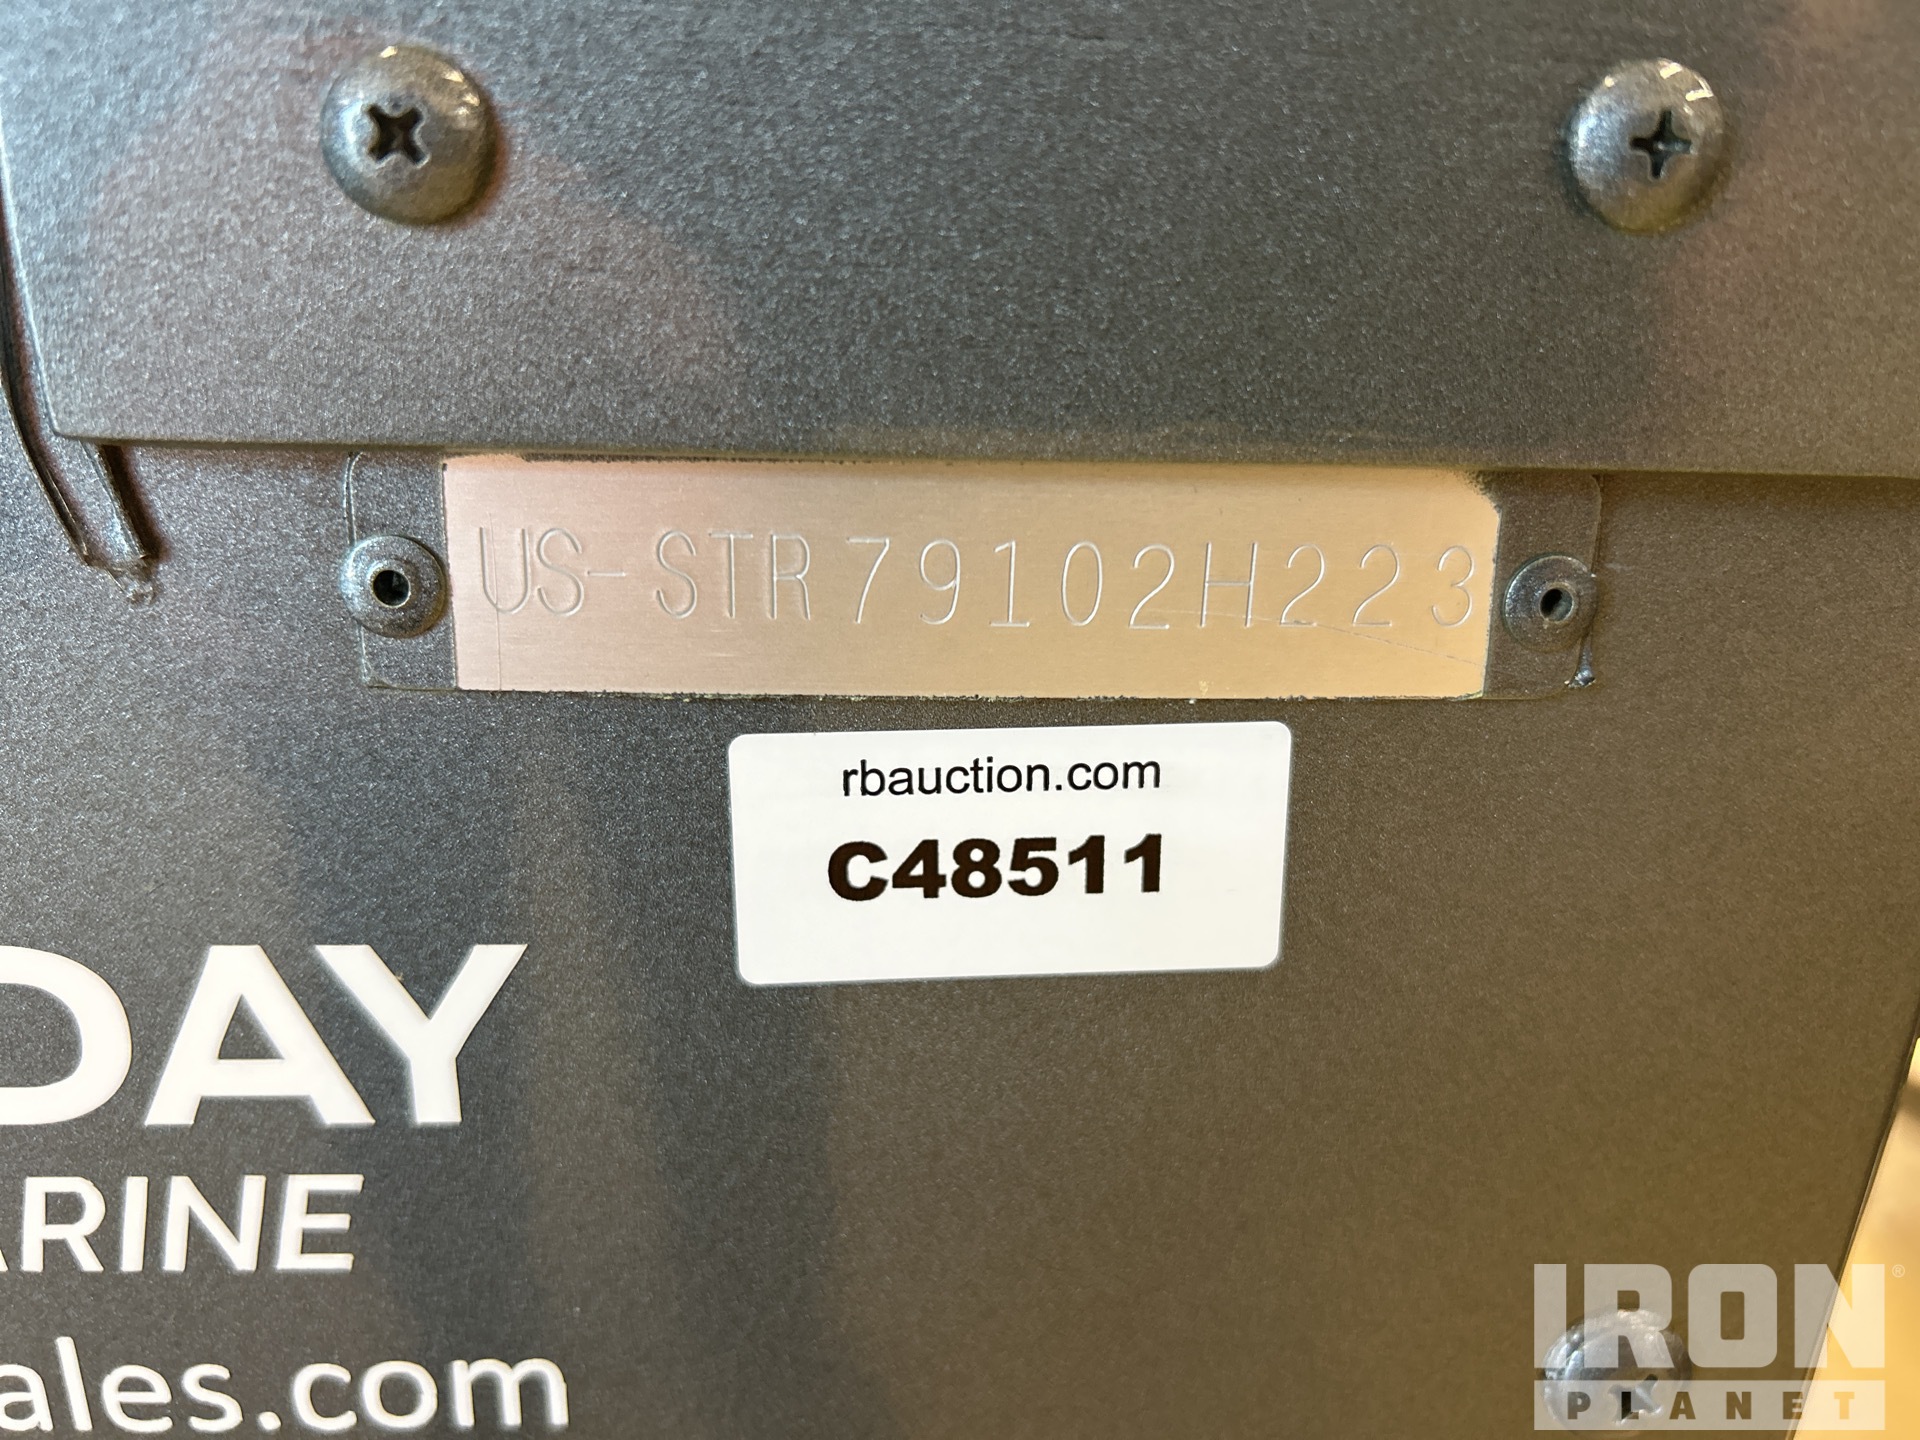 US-STR79102H223
rbauction.com
C48511
DAY
ARINE
ales.com
IRON®
PLANET